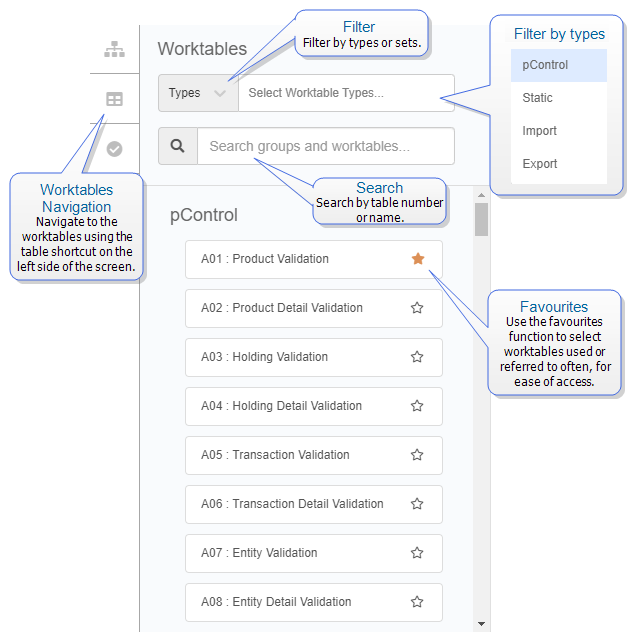 Worktables
Filter
Filter by types or sets.
Filter by types
pControl
Static
Import
Export
Types
Select Worktable Types...
Search groups and worktables...
Worktables
Navigation
Navigate to the
worktables using the
table shortcut on the
left side of the screen.
Search
Search by table number
or name.
pControl
A01 : Product Validation
A02 : Product Detail Validation
A03 : Holding Validation
A04 : Holding Detail Validation
A05 : Transaction Validation
A06 : Transaction Detail Validation
A07 : Entity Validation
A08 : Entity Detail Validation
Favourites
Use the favourites
function to select
worktables used or
referred to often, for
ease of access.